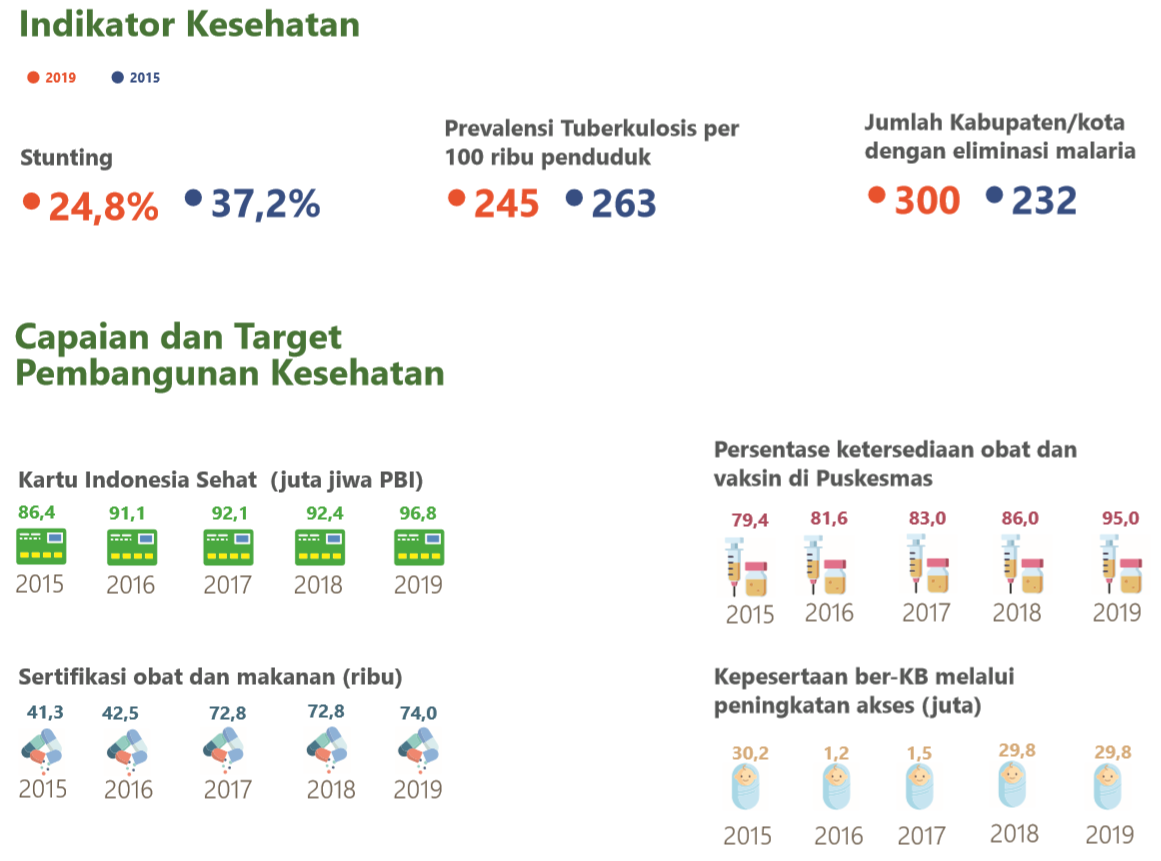 Indikator Kesehatan
2019 2015
Stunting
24,8% 37,2%
Prevalensi Tuberkulosis per
100 ribu penduduk
245 263
Jumlah Kabupaten/kota
dengan eliminasi malaria
300 232
Capaian dan Target
Pembangunan Kesehatan
Kartu Indonesia Sehat (juta jiwa PBI)
86,4 91,1 92,1 92,4 96,8
2015 2016 2017 2018 2019
Persentase ketersediaan obat dan
vaksin di Puskesmas
79,4 81,6 83,0 86,0 95,0
2015 2016 2017 2018 2019
Sertifikasi obat dan makanan (ribu)
41,3 42,5 72,8 72,8 74,0
2015 2016 2017 2018 2019
Kepesertaan ber-KB melalui
peningkatan akses (juta)
30,2 1,2 1,5 29,8 29,8
2015 2016 2017 2018 2019